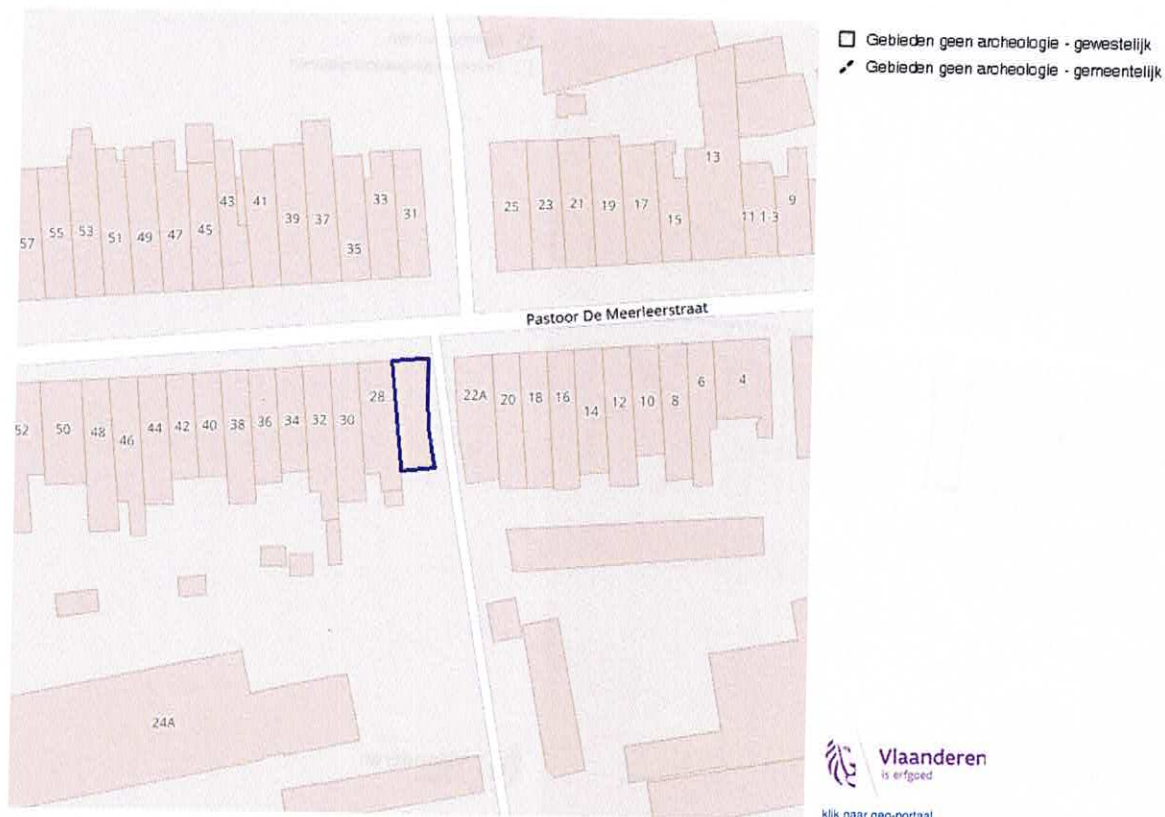 Gebieden geen archeologie - gewestelijk
Gebieden geen archeologie - gemeentelijk
57 55 53 51 49 47 45 43 41 39 37 35 33 31
25 23 21 19 17 15 13 11 1-3 9
Pastoor De Meerleerstraat
52 50 48 46 44 42 40 38 36 34 32 30 28
22A 20 18 16 14 12 10 8 6 4
24A
Vlaanderen
is erfgoed
klik naar geo-portaal